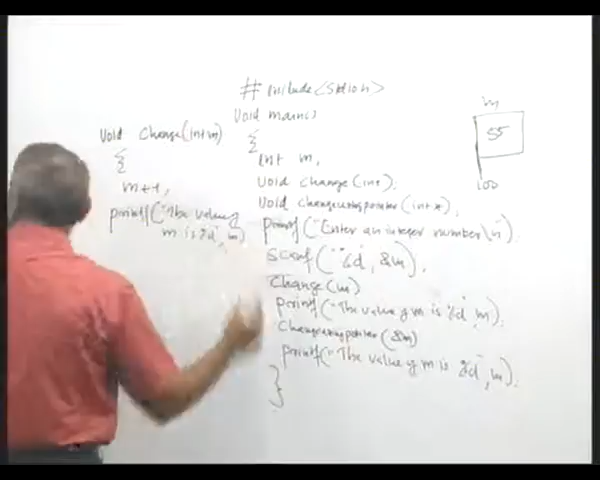 Void Change(int m)
{
m++,
printf("The value of
m is %d", m)
# include<stdio.h>
Void main()
{
int m,
Void change(int).
Void changeusingpointer(int *),
printf("Enter an integer number\n").
scanf("%d", &m),
Change(m)
printf("The value of m is %d", m).
Changeusingpointer(&m)
printf("The value of m is %d", m).
}
m
55
100